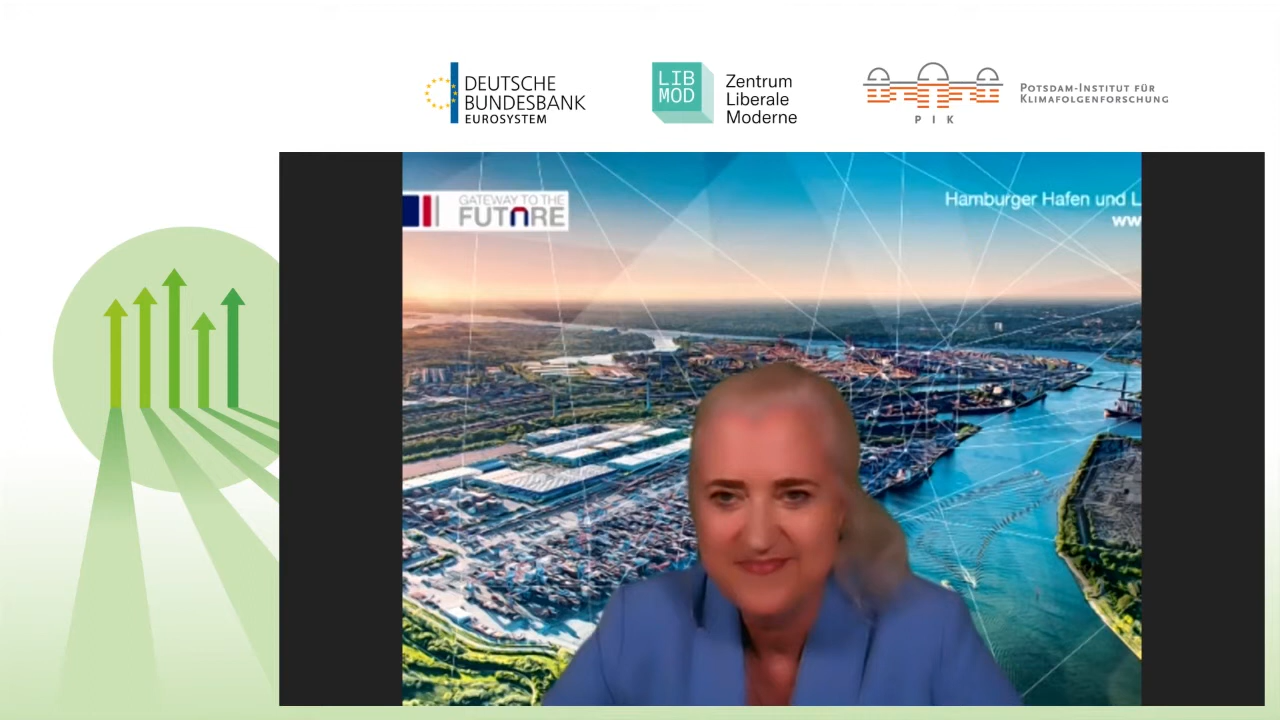 DEUTSCHE
BUNDESBANK
EUROSYSTEM
LIB
MOD
Zentrum
Liberale
Moderne
POTSDAM-INSTITUT FÜR
KLIMAFOLGENFORSCHUNG
P I K
GATEWAY TO THE
FUTURE
Hamburger Hafen und L
ww